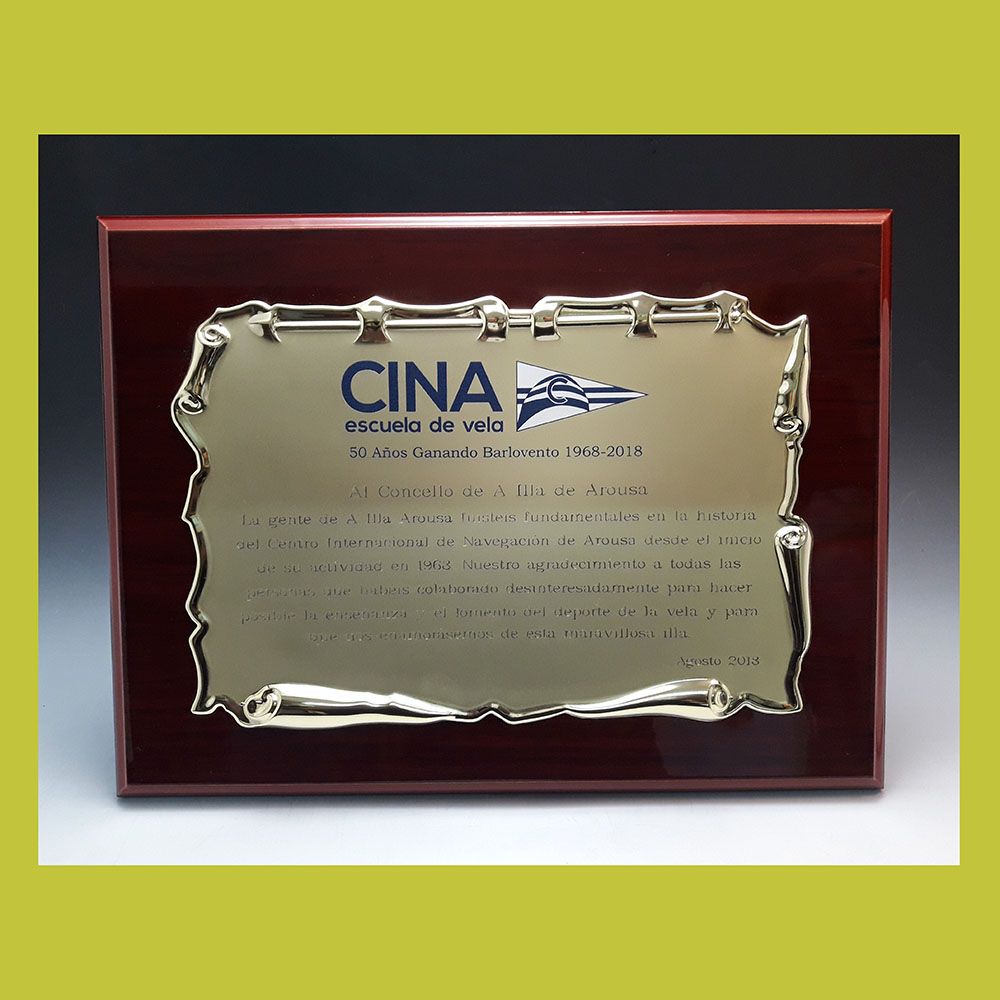 CINA
escuela de vela
50 Años Ganando Barlovento 1968-2018
Al Concello de A Illa de Arousa
La gente de A Illa Arousa fuisteis fundamentales en la historia
del Centro Internacional de Navegación de Arousa desde el inicio
de su actividad en 1968. Nuestro agradecimiento a todas las
personas que habéis colaborado desinteresadamente para hacer
posible la enseñanza y el fomento del deporte de la vela y para
que nos enamorásemos de esta maravillosa illa.
Agosto 2018